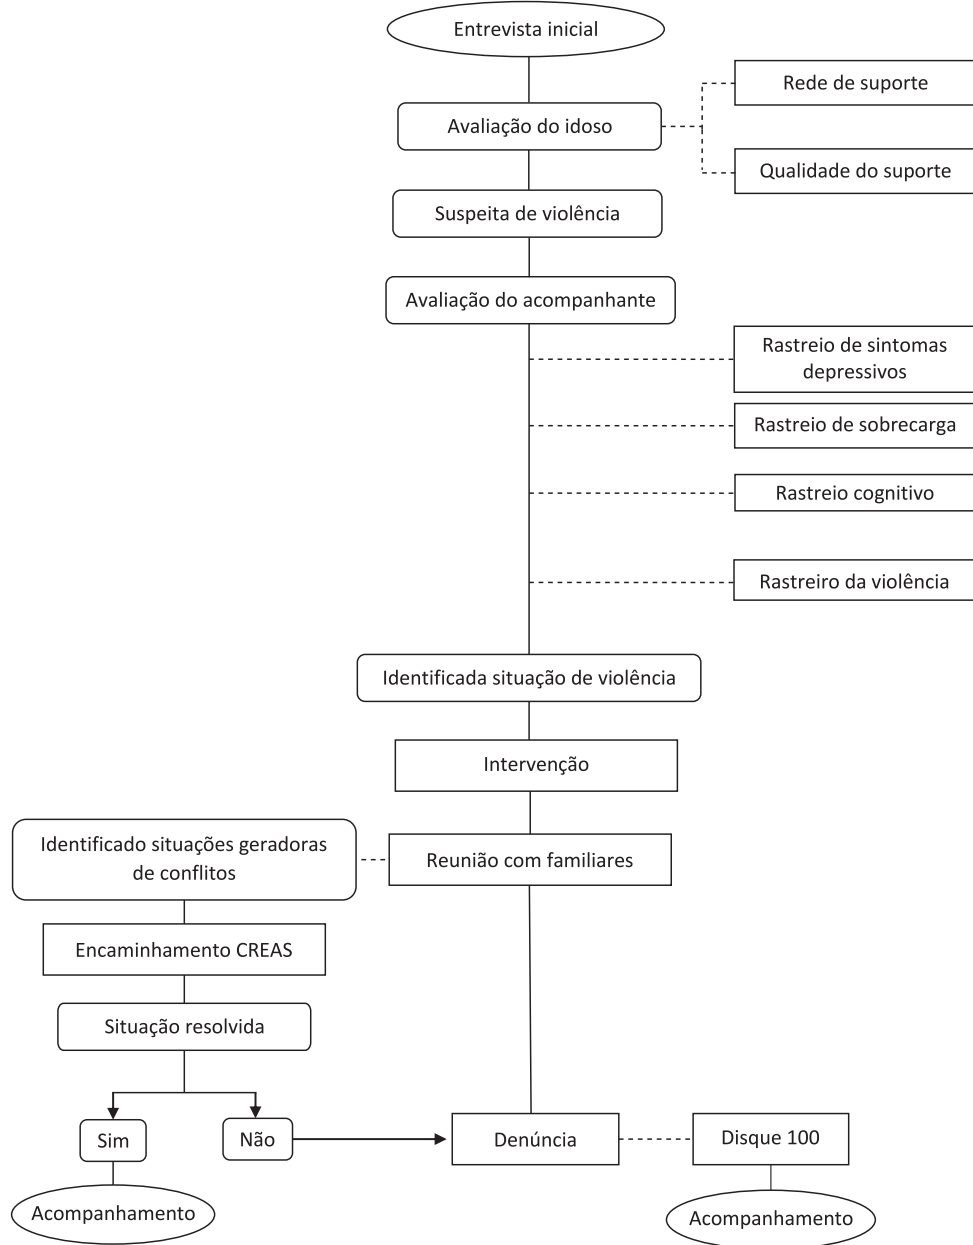 Entrevista inicial
Rede de suporte
Avaliação do idoso
Qualidade do suporte
Suspeita de violência
Avaliação do acompanhante
Rastreio de sintomas
depressivos
Rastreio de sobrecarga
Rastreio cognitivo
Rastreiro da violência
Identificada situação de violência
Intervenção
Identificado situações geradoras
de conflitos
Reunião com familiares
Encaminhamento CREAS
Situação resolvida
Sim
Não
Denúncia
Disque 100
Acompanhamento
Acompanhamento